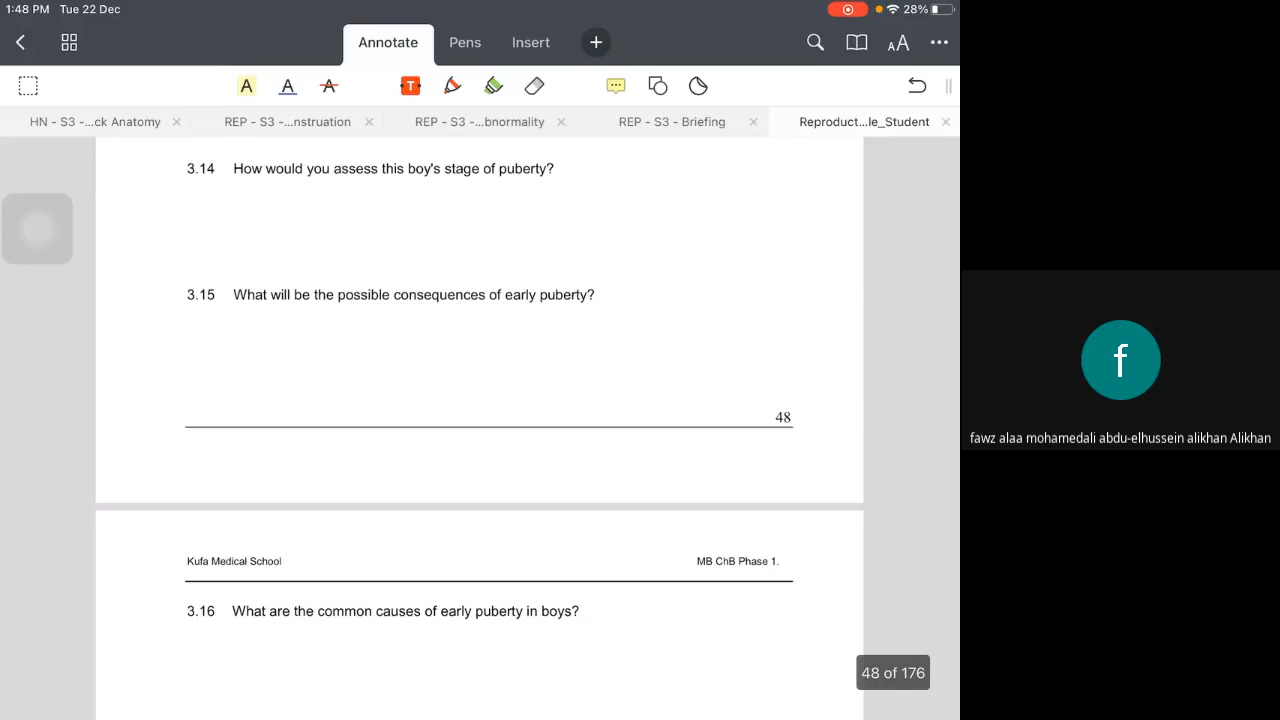 1:48 PM Tue 22 Dec
28%
Annotate Pens Insert
AA
A A A T
HN - S3 -...ck Anatomy
REP - S3 -...nstruation
REP - S3 -...bnormality
REP - S3 - Briefing
Reproduct...le_Student
3.14 How would you assess this boy's stage of puberty?
3.15 What will be the possible consequences of early puberty?
48
f
fawz alaa mohamedali abdu-elhussein alikhan Alikhan
Kufa Medical School
MB ChB Phase 1.
3.16 What are the common causes of early puberty in boys?
48 of 176